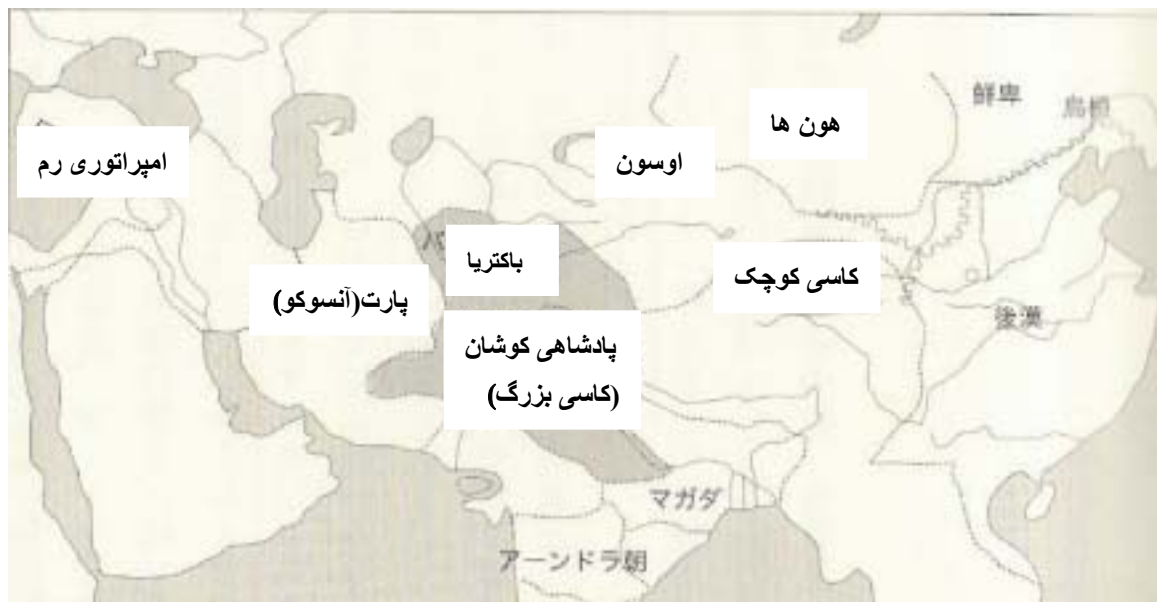 هون ها
鮮卑
烏桓
امپراتوری رم
اوسون
باکتریا
کاسی کوچک
پارت(آنسوکو)
後漢
پادشاهی کوشان
(کاسی بزرگ)
マガダ
アーンドラ朝